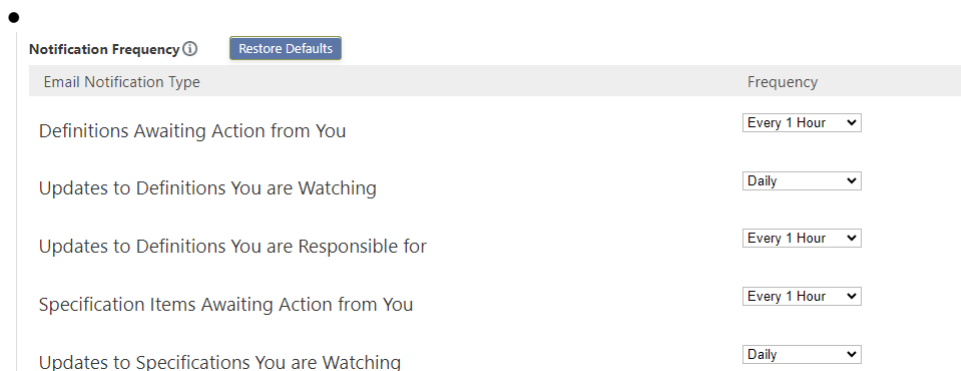 Notification Frequency Restore Defaults
Email Notification Type Frequency
Definitions Awaiting Action from You Every 1 Hour
Updates to Definitions You are Watching Daily
Updates to Definitions You are Responsible for Every 1 Hour
Specification Items Awaiting Action from You Every 1 Hour
Updates to Specifications You are Watching Daily